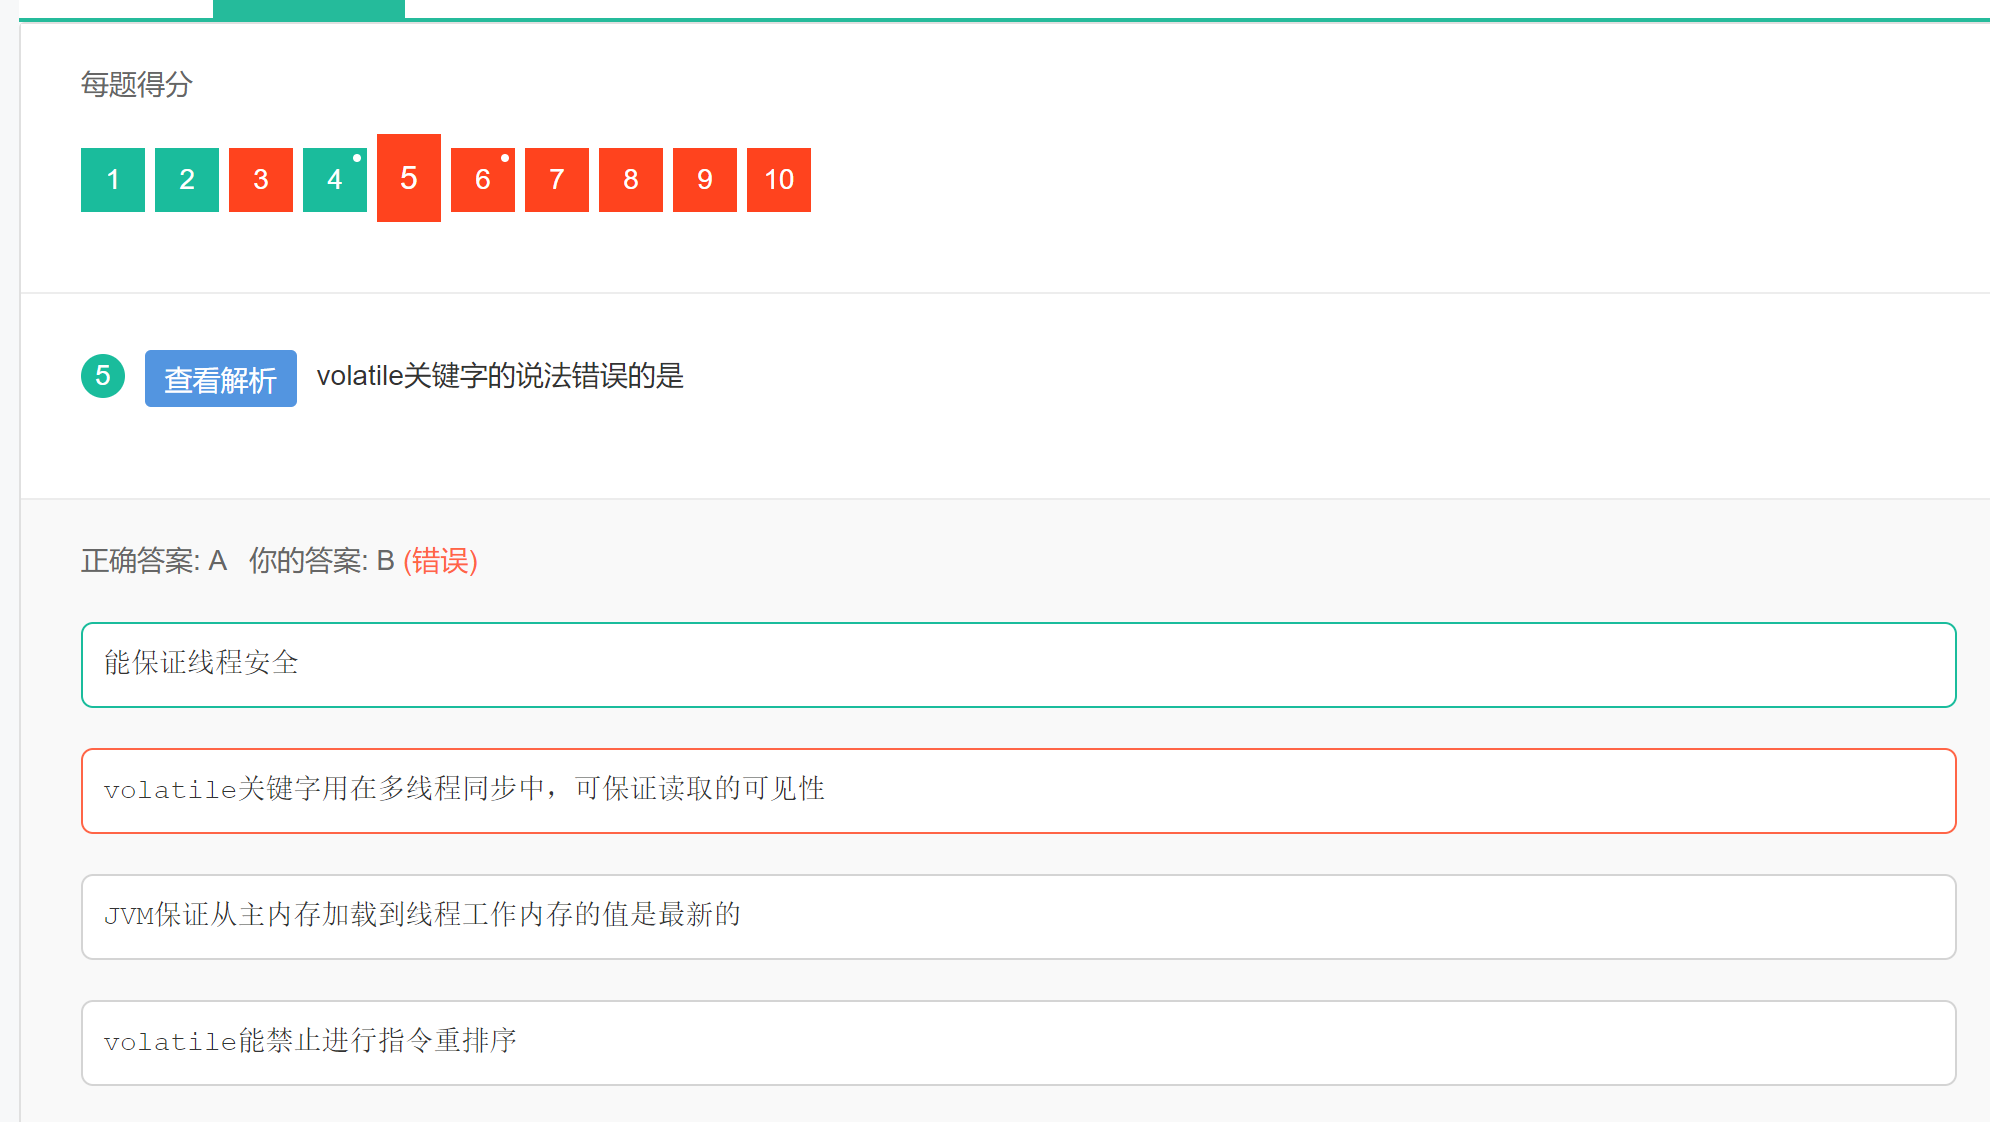 每题得分
1 2 3 4 5 6 7 8 9 10
5 查看解析 volatile关键字的说法错误的是
正确答案: A 你的答案: B (错误)
能保证线程安全
volatile关键字用在多线程同步中，可保证读取的可见性
JVM保证从主内存加载到线程工作内存的值是最新的
volatile能禁止进行指令重排序